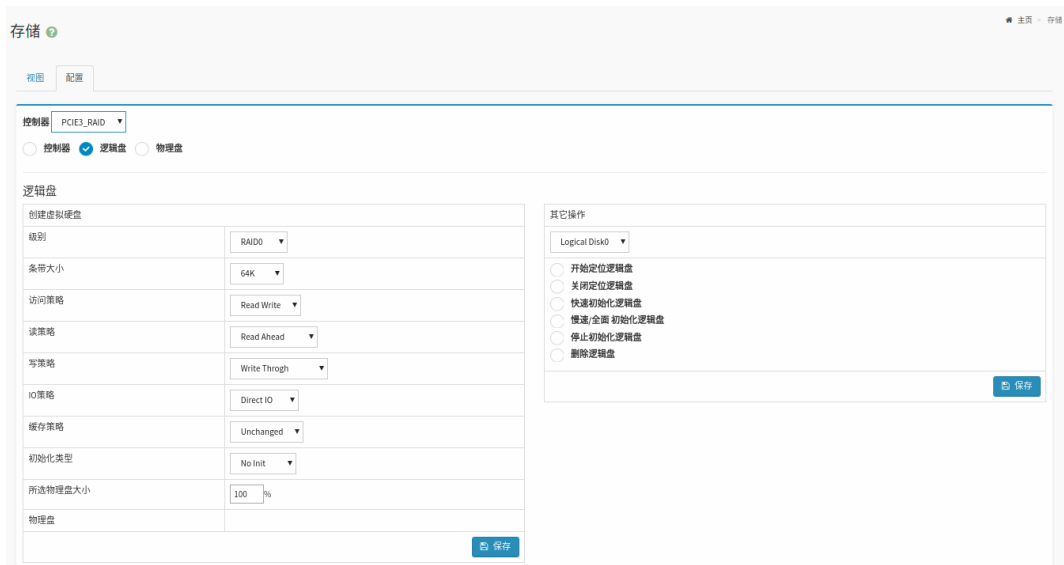 存储
主页 存储
视图 配置
控制器 PCIE3_RAID
控制器 逻辑盘 物理盘
逻辑盘
创建虚拟硬盘
级别 RAID0
条带大小 64K
访问策略 Read Write
读策略 Read Ahead
写策略 Write Throgh
IO策略 Direct IO
缓存策略 Unchanged
初始化类型 No Init
所选物理盘大小 100 %
物理盘
保存
其它操作
Logical Disk0
开始定位逻辑盘
关闭定位逻辑盘
快速初始化逻辑盘
慢速/全面 初始化逻辑盘
停止初始化逻辑盘
删除逻辑盘
保存